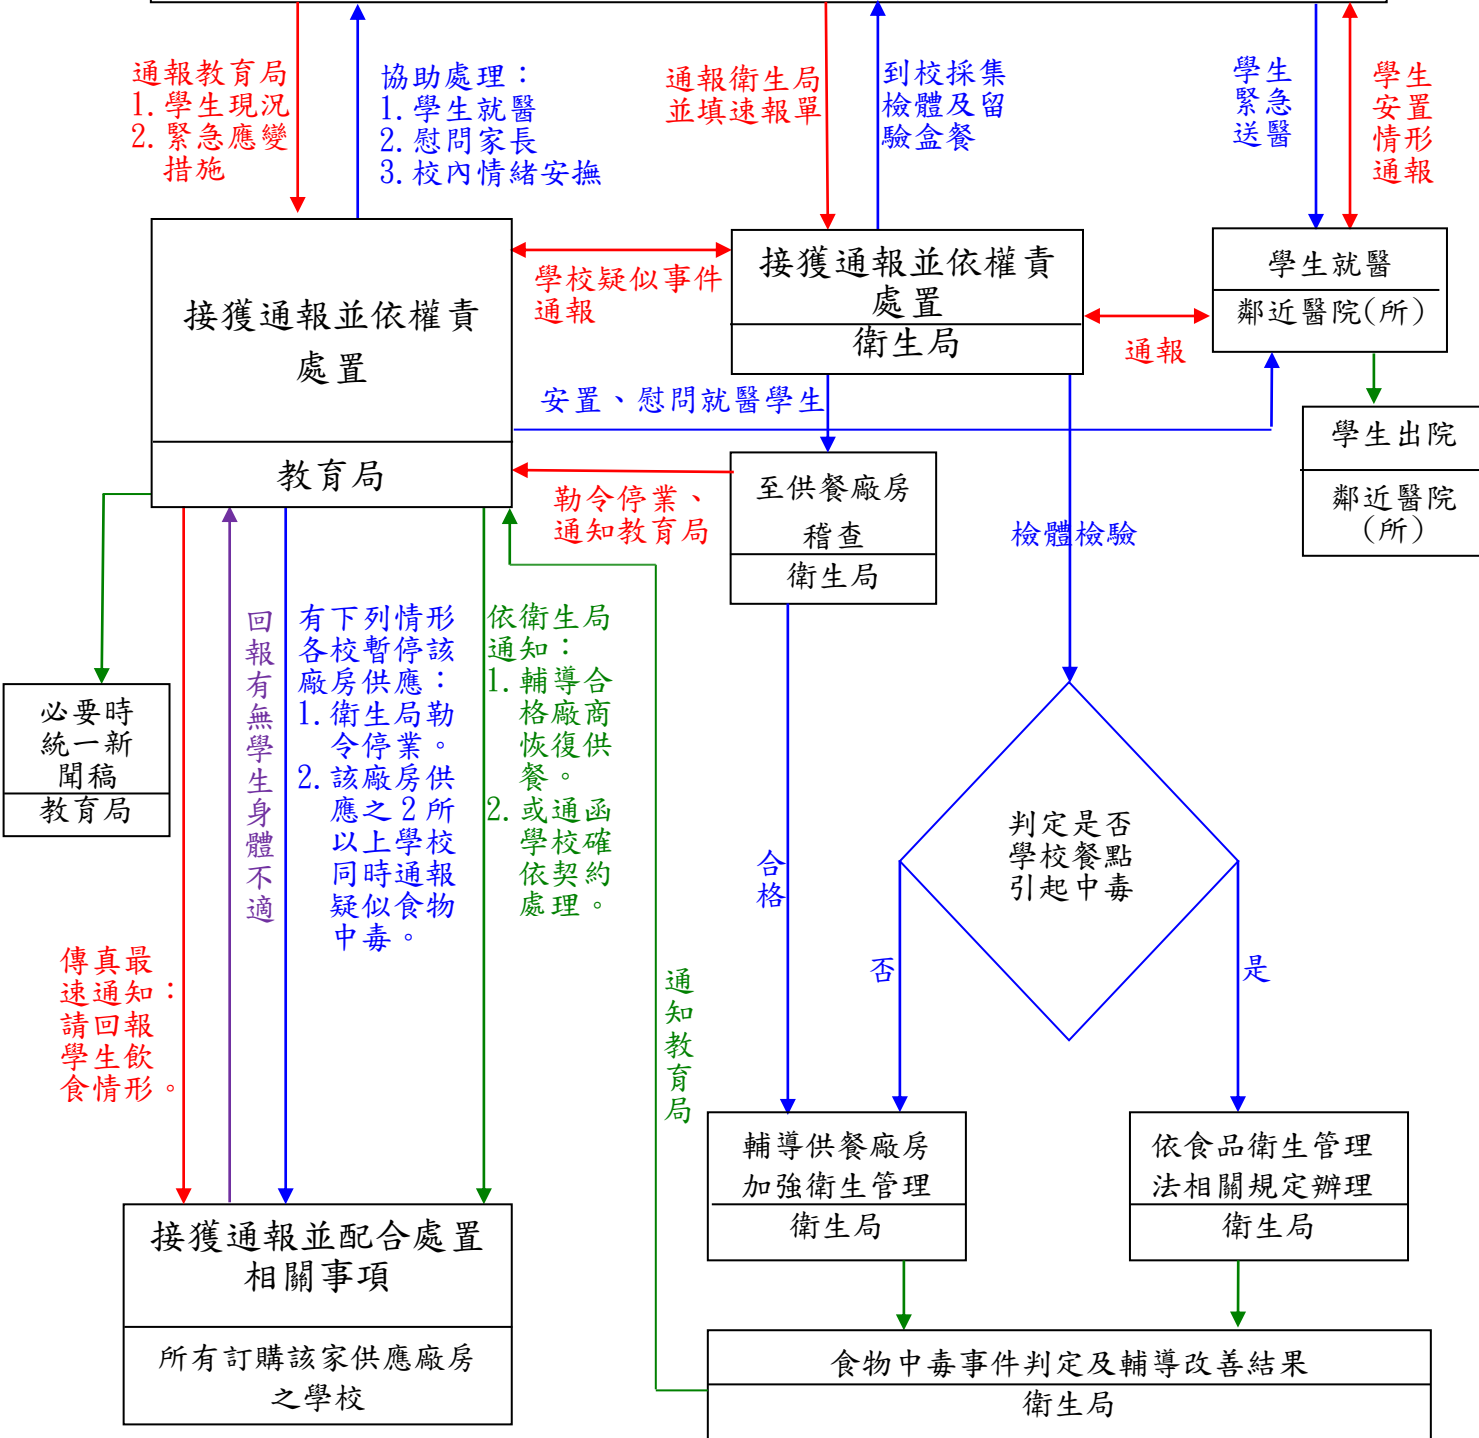 通報教育局
1.學生現況
2.緊急應變
措施
協助處理：
1.學生就醫
2.慰問家長
3.校內情緒安撫
通報衛生局
並填速報單
到校採集
檢體及留
驗盒餐
學生
緊急
送醫
學生
安置
情形
通報
接獲通報並依權責
處置
教育局
學校疑似事件
通報
接獲通報並依權責
處置
衛生局
通報
學生就醫
鄰近醫院(所)
安置、慰問就醫學生
學生出院
鄰近醫院
(所)
勒令停業、
通知教育局
至供餐廠房
稽查
衛生局
檢體檢驗
必要時
統一新
聞稿
教育局
回報有無學生身體不適
有下列情形
各校暫停該
廠房供應：
1.衛生局勒
令停業。
2.該廠房供
應之2所
以上學校
同時通報
疑似食物
中毒。
依衛生局
通知：
1.輔導合
格廠商
恢復供
餐。
2.或通函
學校確
依契約
處理。
合格
判定是否
學校餐點
引起中毒
否
是
傳真最
速通知：
請回報
學生飲
食情形。
通知教育局
輔導供餐廠房
加強衛生管理
衛生局
依食品衛生管理
法相關規定辦理
衛生局
接獲通報並配合處置
相關事項
所有訂購該家供應廠房
之學校
食物中毒事件判定及輔導改善結果
衛生局